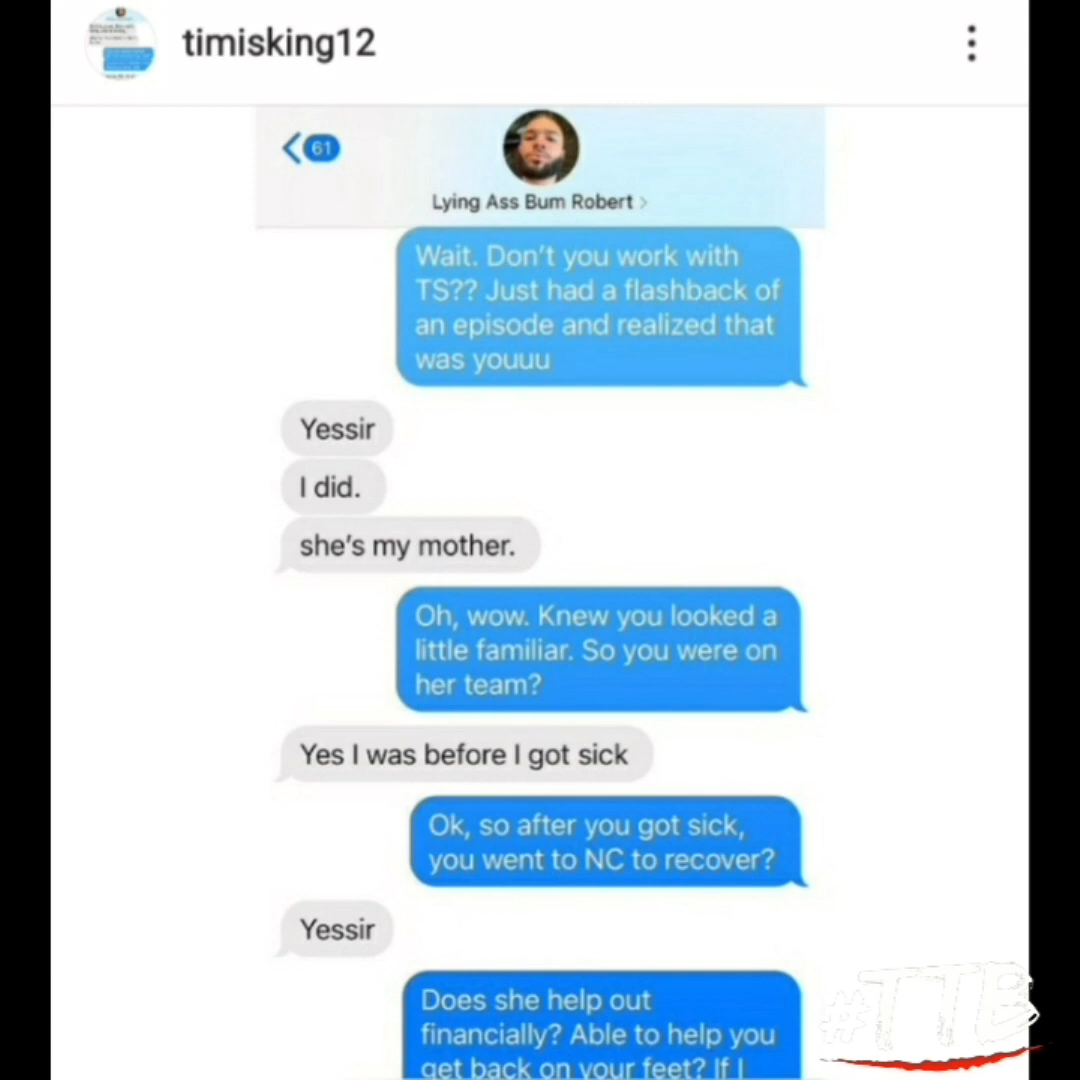 timisking12
61
Lying Ass Bum Robert >
Wait. Don't you work with
TS?? Just had a flashback of
an episode and realized that
was youuu
Yessir
I did.
she's my mother.
Oh, wow. Knew you looked a
little familiar. So you were on
her team?
Yes I was before I got sick
Ok, so after you got sick,
you went to NC to recover?
Yessir
Does she help out
financially? Able to help you
get back on your feet? If I
#TTB